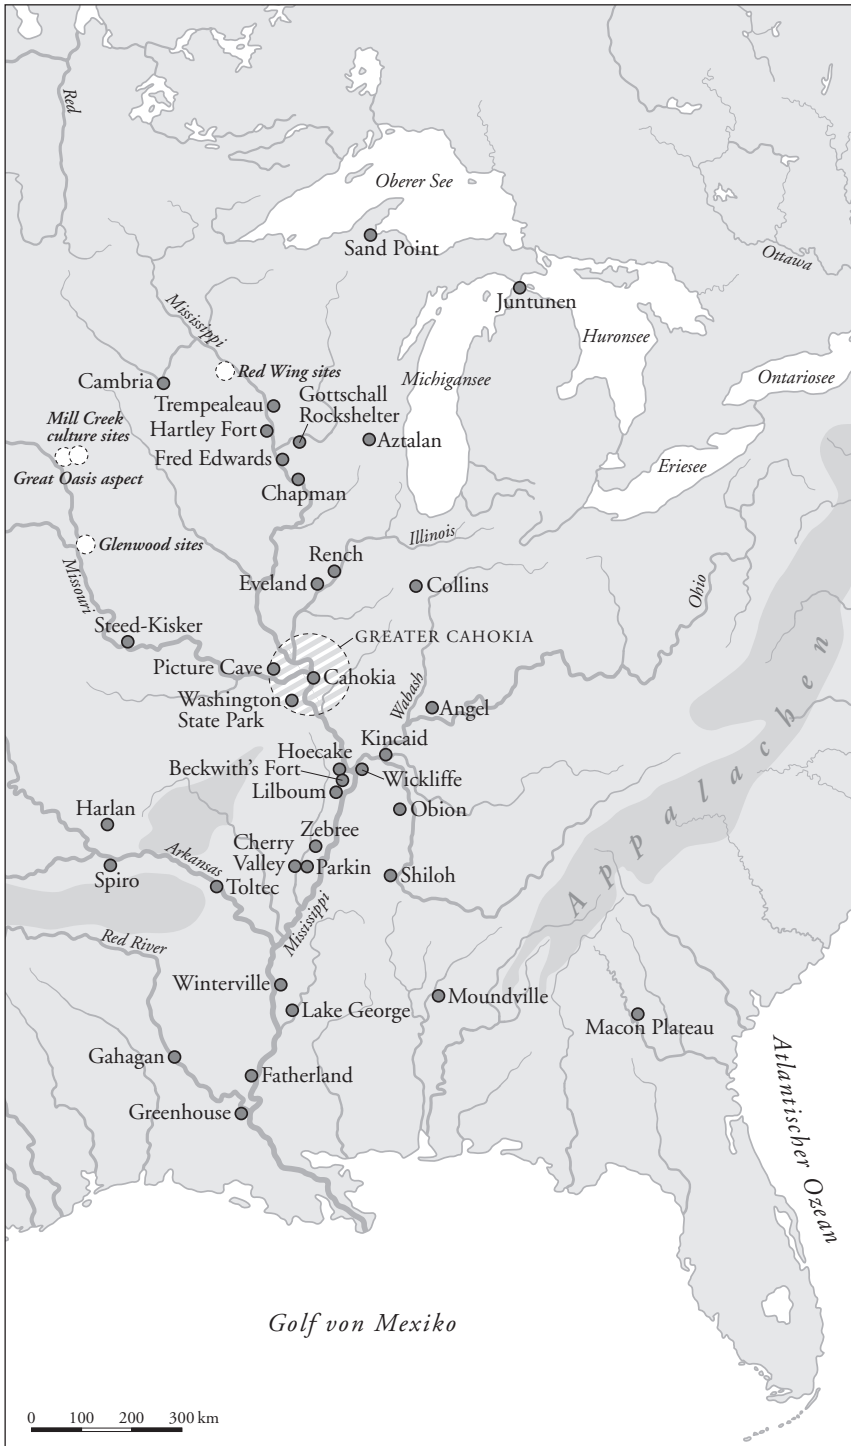 Red
Oberer See
Sand Point
Ottawa
Juntunen
Mississippi
Huronsee
Red Wing sites
Michigansee
Ontariosee
Cambria
Gottschall
Rockshelter
Trempealeau
Mill Creek
culture sites
Hartley Fort
Aztalan
Fred Edwards
Eriesee
Great Oasis aspect
Chapman
Illinois
Glenwood sites
Rench
Eveland
Collins
Missouri
Ohio
Steed-Kisker
GREATER CAHOKIA
Picture Cave
Cahokia
Wabash
Washington
State Park
Angel
Appalachen
Kincaid
Hoecake
Beckwith's Fort
Wickliffe
Lilboum
Harlan
Obion
Zebree
Cherry
Valley
Parkin
Arkansas
Spiro
Toltec
Shiloh
Mississippi
Red River
Winterville
Moundville
Lake George
Macon Plateau
Gahagan
Fatherland
Atlantischer Ozean
Greenhouse
Golf von Mexiko
0 100 200 300 km